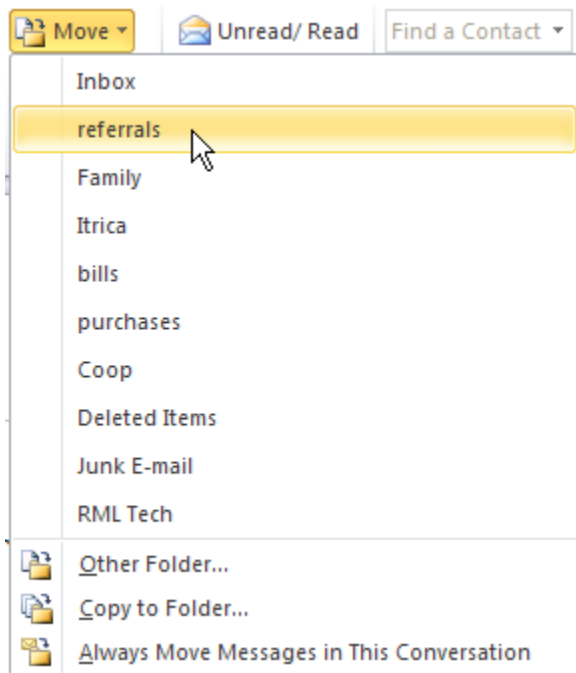 Move Unread/ Read Find a Contact
Inbox
referrals
Family
Itrica
bills
purchases
Coop
Deleted Items
Junk E-mail
RML Tech
Other Folder...
Copy to Folder...
Always Move Messages in This Conversation